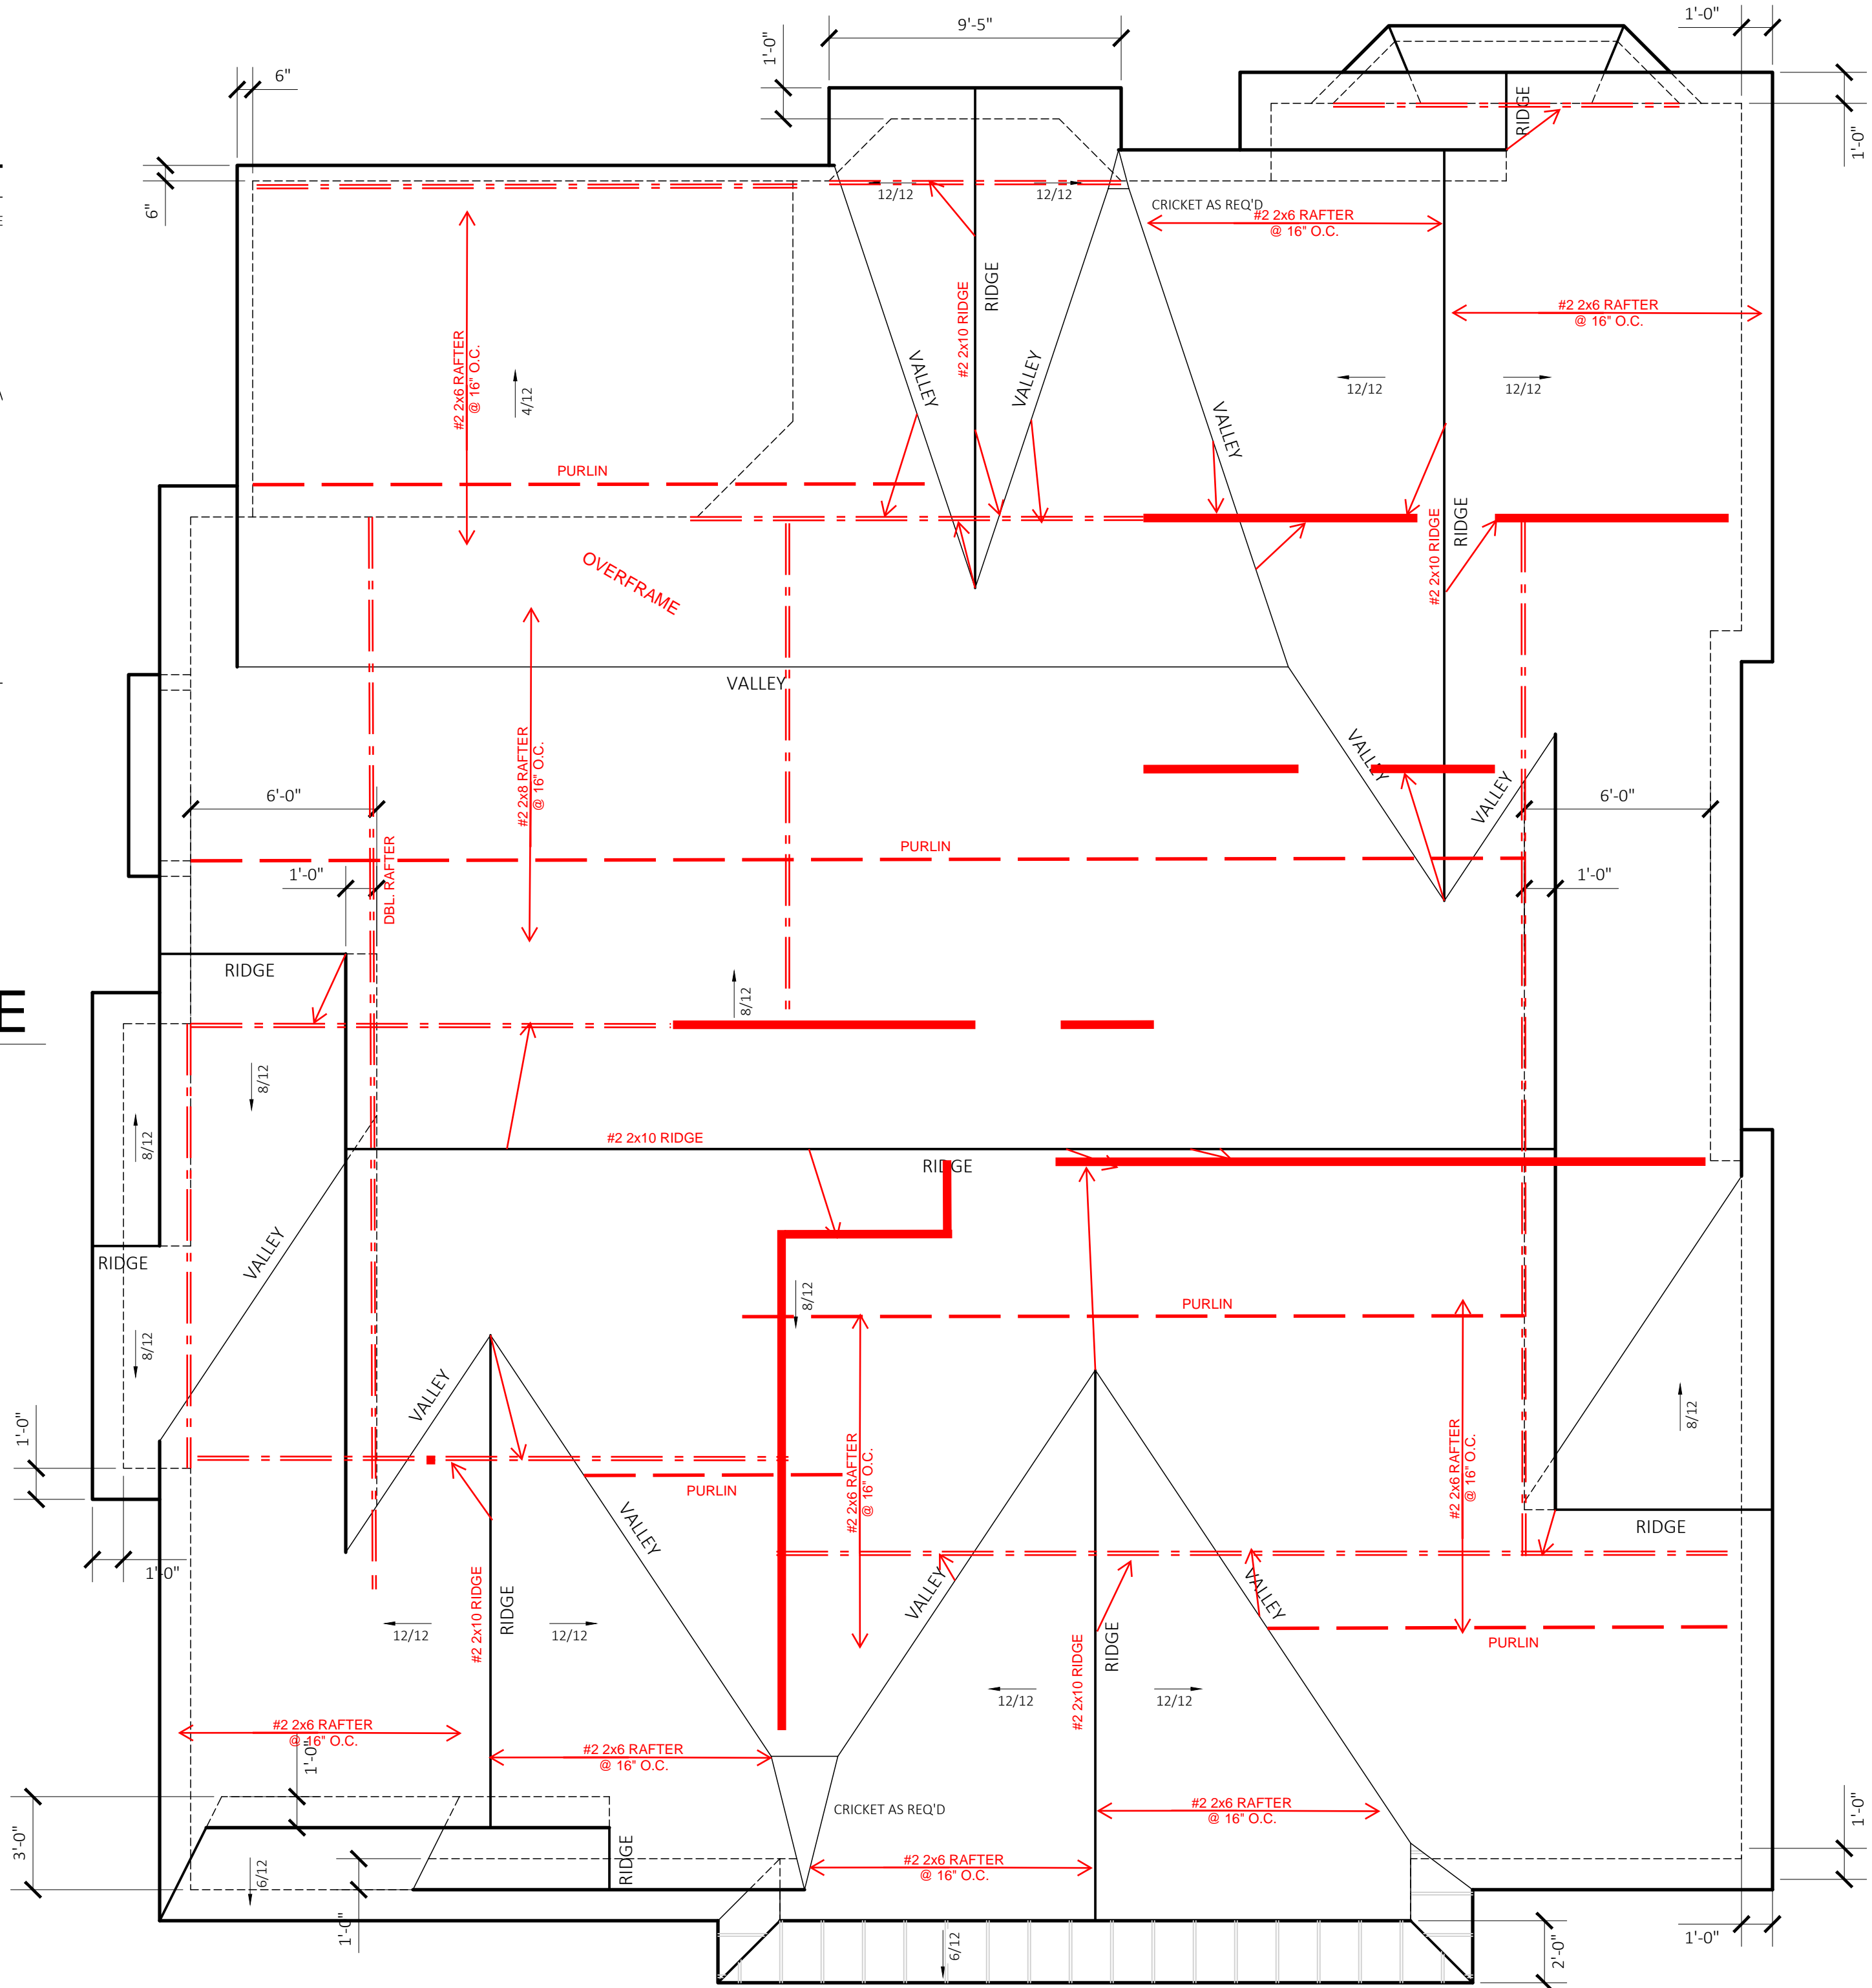 9'-5"
1'-0"
1'-0"
6"
RIDGE
1'-0"
6"
12/12
12/12
CRICKET AS REQ'D
#2 2x6 RAFTER
@ 16" O.C.
RIDGE
#2 2x10 RIDGE
#2 2x6 RAFTER
@ 16" O.C.
#2 2x6 RAFTER
@ 16" O.C.
4/12
VALLEY
VALLEY
VALLEY
12/12
12/12
PURLIN
#2 2x10 RIDGE
RIDGE
OVERFRAME
VALLEY
#2 2x8 RAFTER
@ 16" O.C.
VALLEY
VALLEY
6'-0"
6'-0"
DBL. RAFTER
PURLIN
1'-0"
1'-0"
RIDGE
E
8/12
8/12
8/12
#2 2x10 RIDGE
RIDGE
VALLEY
RIDGE
8/12
8/12
PURLIN
VALLEY
8/12
1'-0"
#2 2x6 RAFTER
@ 16" O.C.
#2 2x6 RAFTER
@ 16" O.C.
PURLIN
VALLEY
RIDGE
1'-0"
#2 2x10 RIDGE
RIDGE
VALLEY
VALLEY
12/12
12/12
#2 2x10 RIDGE
RIDGE
PURLIN
12/12
12/12
#2 2x6 RAFTER
@ 16" O.C.
1'-0"
#2 2x6 RAFTER
@ 16" O.C.
CRICKET AS REQ'D
#2 2x6 RAFTER
@ 16" O.C.
1'-0"
3'-0"
RIDGE
6/12
#2 2x6 RAFTER
@ 16" O.C.
1'-0"
6/12
2'-0"
1'-0"